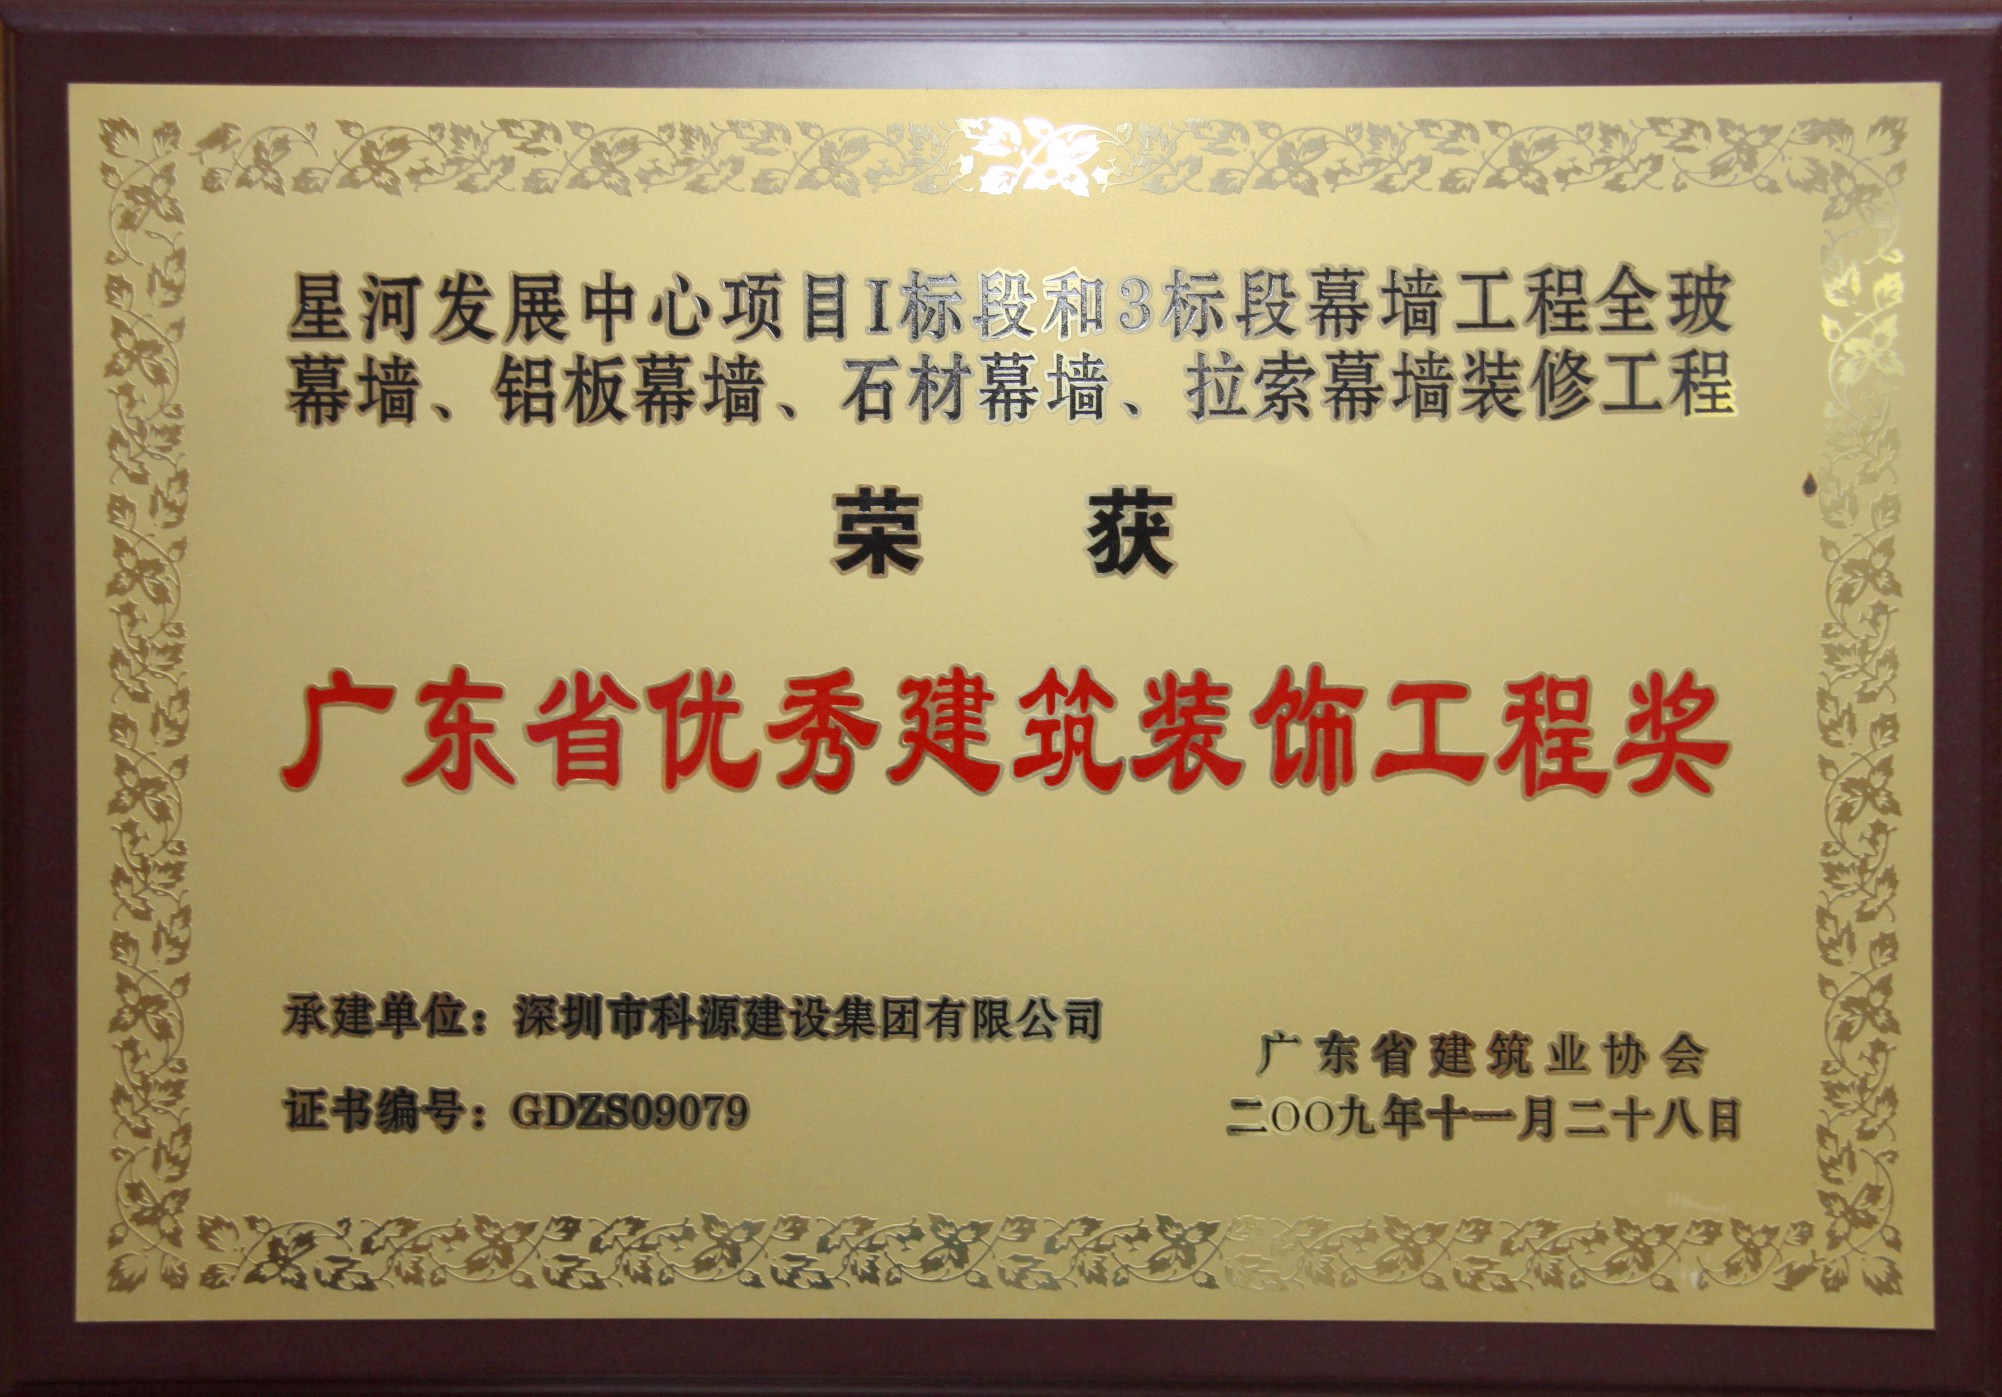 星河发展中心项目I标段和3标段幕墙工程全玻
幕墙、铝板幕墙、石材幕墙、拉索幕墙装修工程
荣获
广东省优秀建筑装饰工程奖
承建单位：深圳市科源建设集团有限公司
证书编号：GDZS09079
广东省建筑业协会
二〇〇九年十一月二十八日